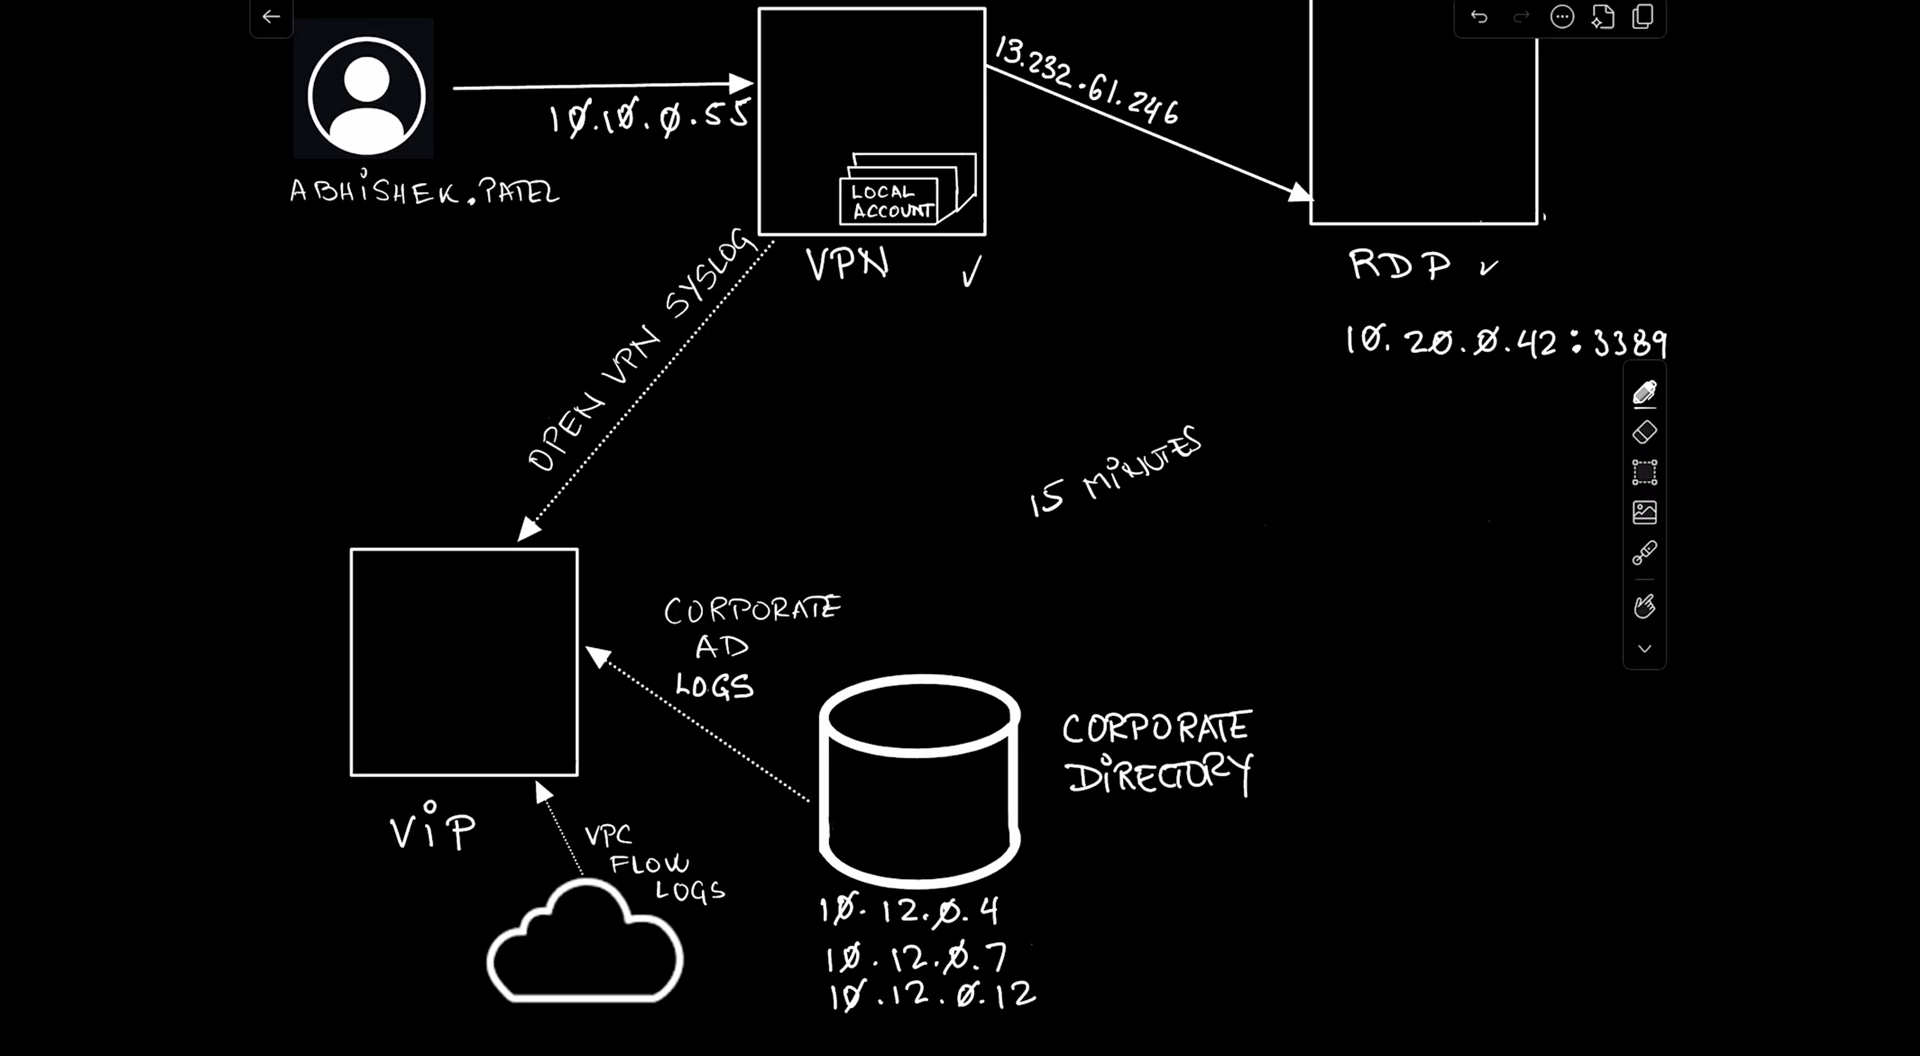 13.232.61.246
10.10.0.55
ABHiSHEK.PATEL
LOCAL
ACCOUNT
VPN ✓
RDP ✓
10.20.0.42:3389
OPEN VPN SYSLOG
15 MiNUTES
CORPORATE
AD
LOGS
CORPORATE
DiRECTORY
ViP
VPC
FLOW
LOGS
10.12.0.4
10.12.0.7
10.12.0.12